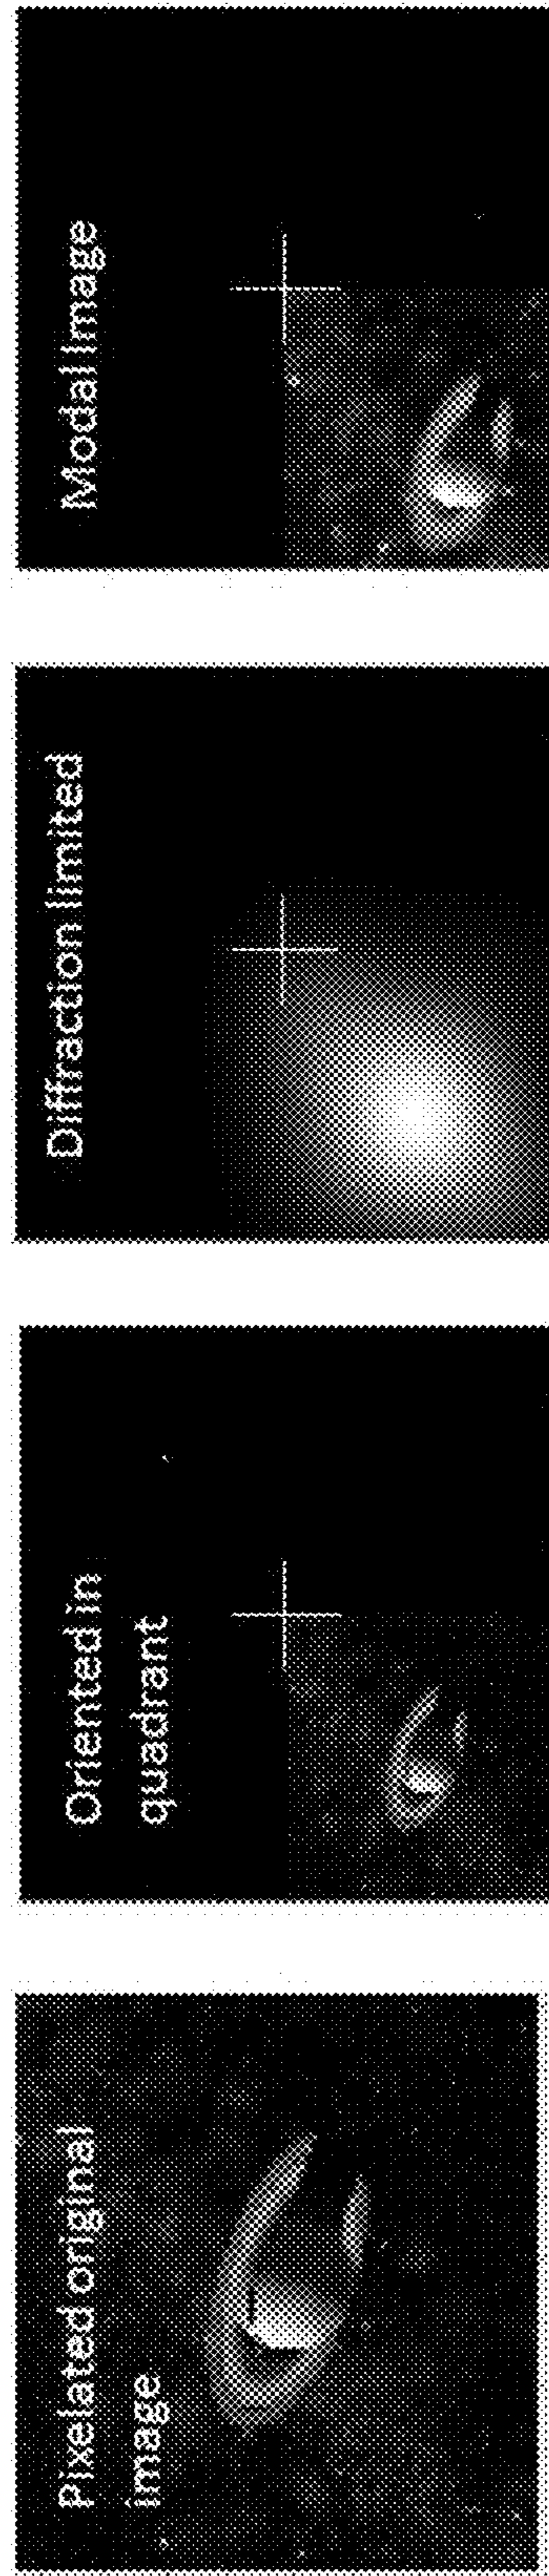 Pixelated original
image
Oriented in
quadrant
Diffraction limited
Modal Image